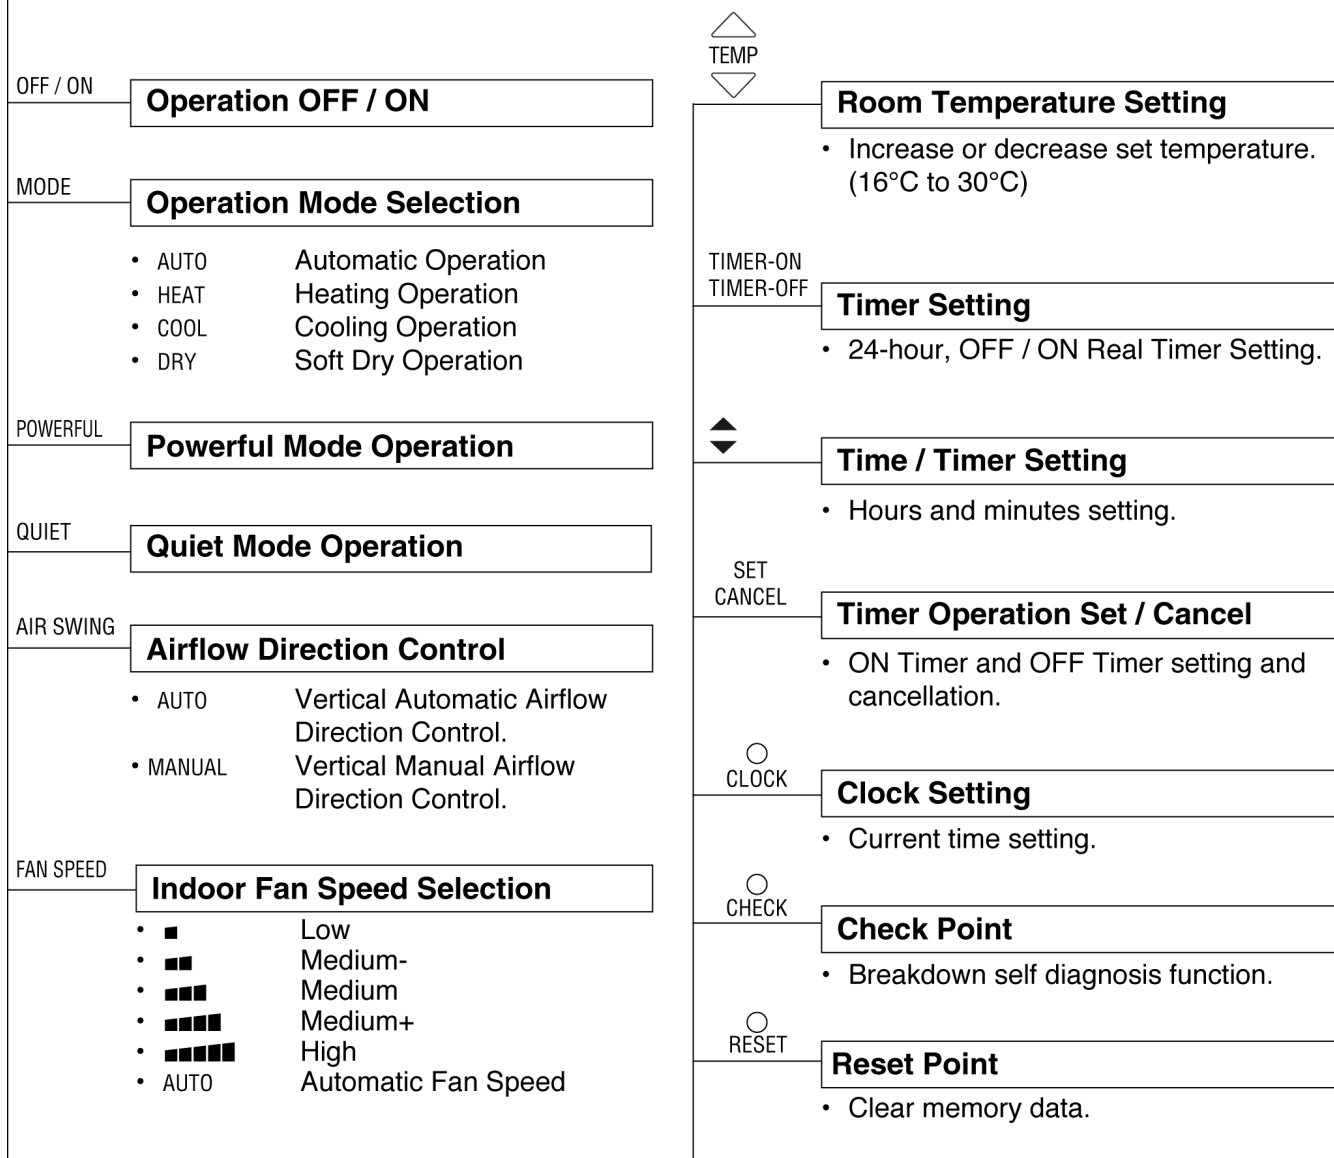 OFF / ON
Operation OFF / ON
MODE
Operation Mode Selection
• AUTO Automatic Operation
• HEAT Heating Operation
• COOL Cooling Operation
• DRY Soft Dry Operation
POWERFUL
Powerful Mode Operation
QUIET
Quiet Mode Operation
AIR SWING
Airflow Direction Control
• AUTO Vertical Automatic Airflow
Direction Control.
• MANUAL Vertical Manual Airflow
Direction Control.
FAN SPEED
Indoor Fan Speed Selection
• Low
• Medium-
• Medium
• Medium+
• High
• AUTO Automatic Fan Speed
TEMP
Room Temperature Setting
• Increase or decrease set temperature.
(16°C to 30°C)
TIMER-ON
TIMER-OFF
Timer Setting
• 24-hour, OFF / ON Real Timer Setting.
Time / Timer Setting
• Hours and minutes setting.
SET
CANCEL
Timer Operation Set / Cancel
• ON Timer and OFF Timer setting and
cancellation.
CLOCK
Clock Setting
• Current time setting.
CHECK
Check Point
• Breakdown self diagnosis function.
RESET
Reset Point
• Clear memory data.